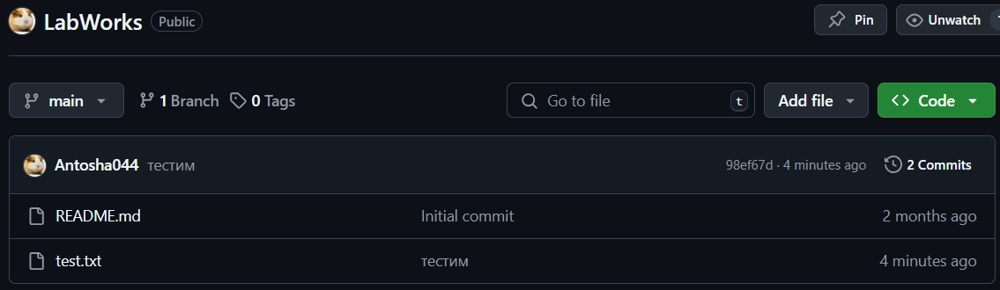 LabWorks Public Pin Unwatch
main 1 Branch 0 Tags Go to file t Add file Code
Antosha044 тестим 98ef67d · 4 minutes ago 2 Commits
README.md Initial commit 2 months ago
test.txt тестим 4 minutes ago